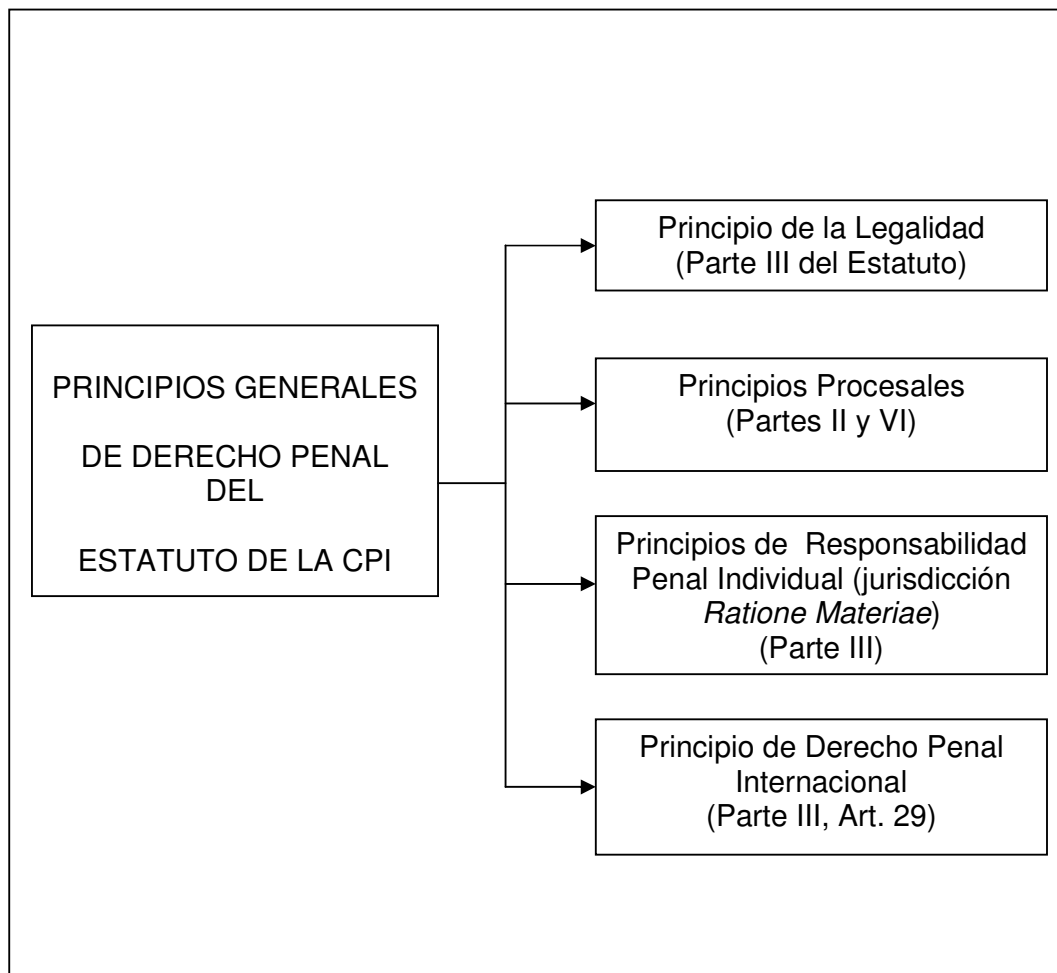 PRINCIPIOS GENERALES
DE DERECHO PENAL
DEL
ESTATUTO DE LA CPI
Principio de la Legalidad
(Parte III del Estatuto)
Principios Procesales
(Partes II y VI)
Principios de  Responsabilidad
Penal Individual (jurisdicción
Ratione Materiae)
(Parte III)
Principio de Derecho Penal
Internacional
(Parte III, Art. 29)